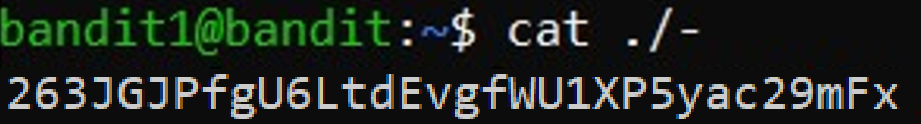 bandit1@bandit:~$ cat ./-
263JGJPfgU6LtdEvgfWU1XP5yac29mFx